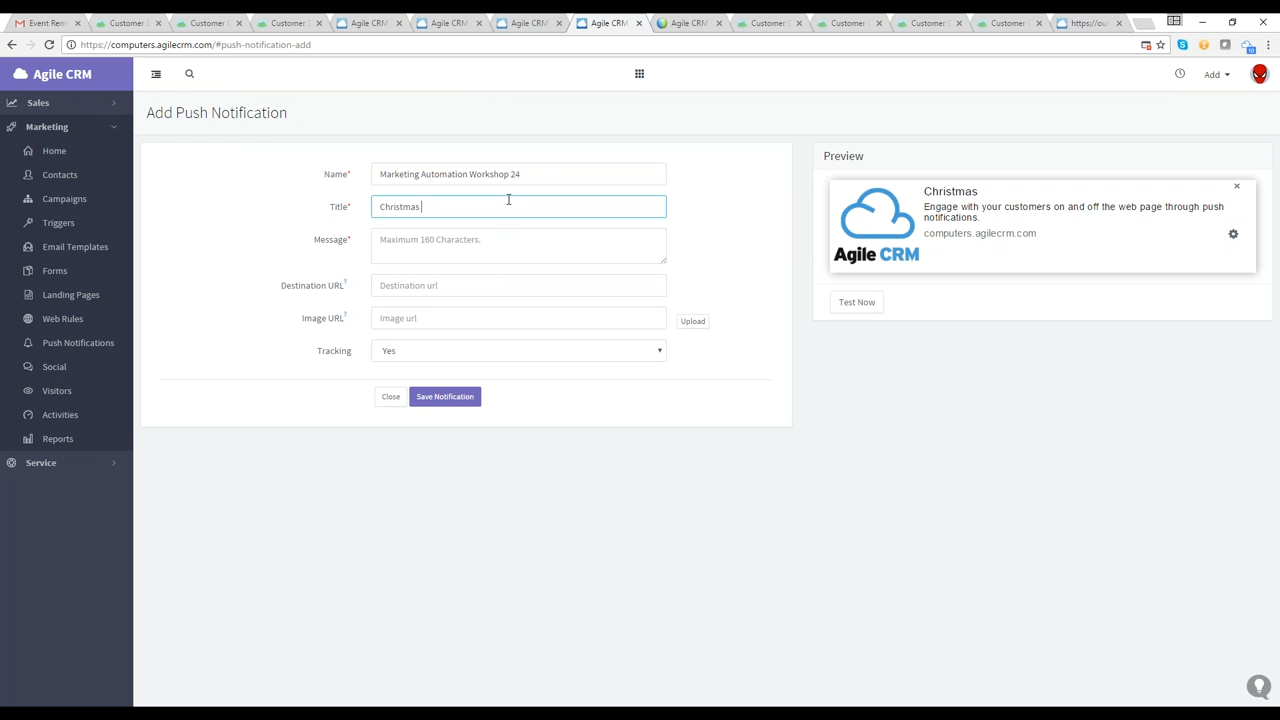 Event Rem
Customer
Customer
Customer
Agile CRM
Agile CRM
Agile CRM
Agile CRM
Agile CRM
Customer
Customer
Customer
Customer
https://ou
https://computers.agilecrm.com/#push-notification-add
Agile CRM
Add
Sales
Marketing
Home
Contacts
Campaigns
Triggers
Email Templates
Forms
Landing Pages
Web Rules
Push Notifications
Social
Visitors
Activities
Reports
Service
Add Push Notification
Name* Marketing Automation Workshop 24
Title* Christmas
Message* Maximum 160 Characters.
Destination URL? Destination url
Image URL? Image url Upload
Tracking Yes
Close Save Notification
Preview
Christmas
Engage with your customers on and off the web page through push
notifications.
computers.agilecrm.com
Agile CRM
Test Now